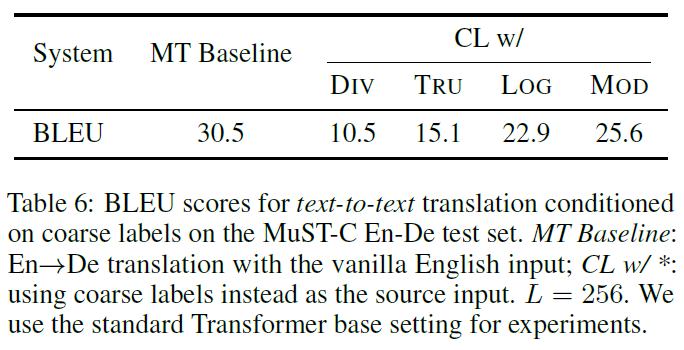 System MT Baseline CL w/
DIV TRU LOG MOD
BLEU 30.5 10.5 15.1 22.9 25.6
Table 6: BLEU scores for text-to-text translation conditioned
on coarse labels on the MuST-C En-De test set. MT Baseline:
En→De translation with the vanilla English input; CL w/ *:
using coarse labels instead as the source input. L = 256. We
use the standard Transformer base setting for experiments.